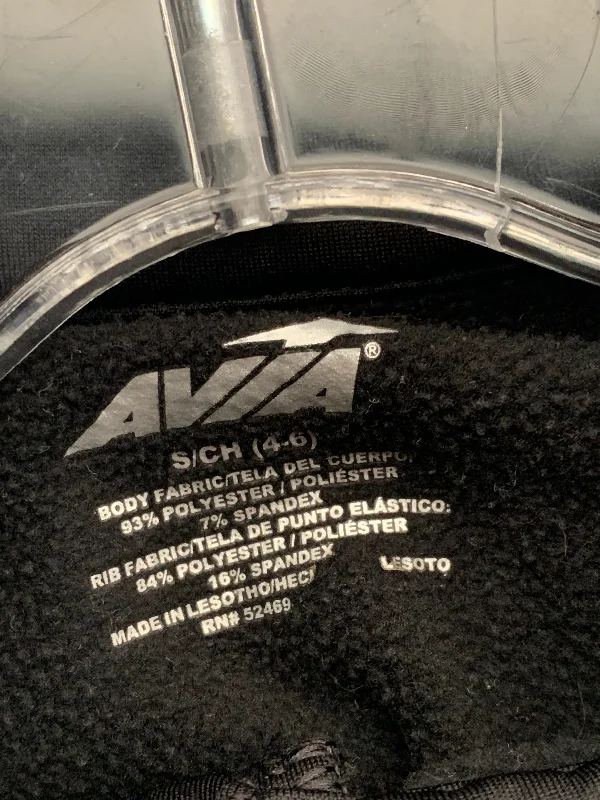 AVIA®
S/CH (4-6)
BODY FABRIC/TELA DEL CUERPO:
93% POLYESTER / POLIÉSTER
7% SPANDEX
RIB FABRIC/TELA DE PUNTO ELÁSTICO:
84% POLYESTER / POLIÉSTER
16% SPANDEX
MADE IN LESOTHO/HEC LESOTO
RN# 52469